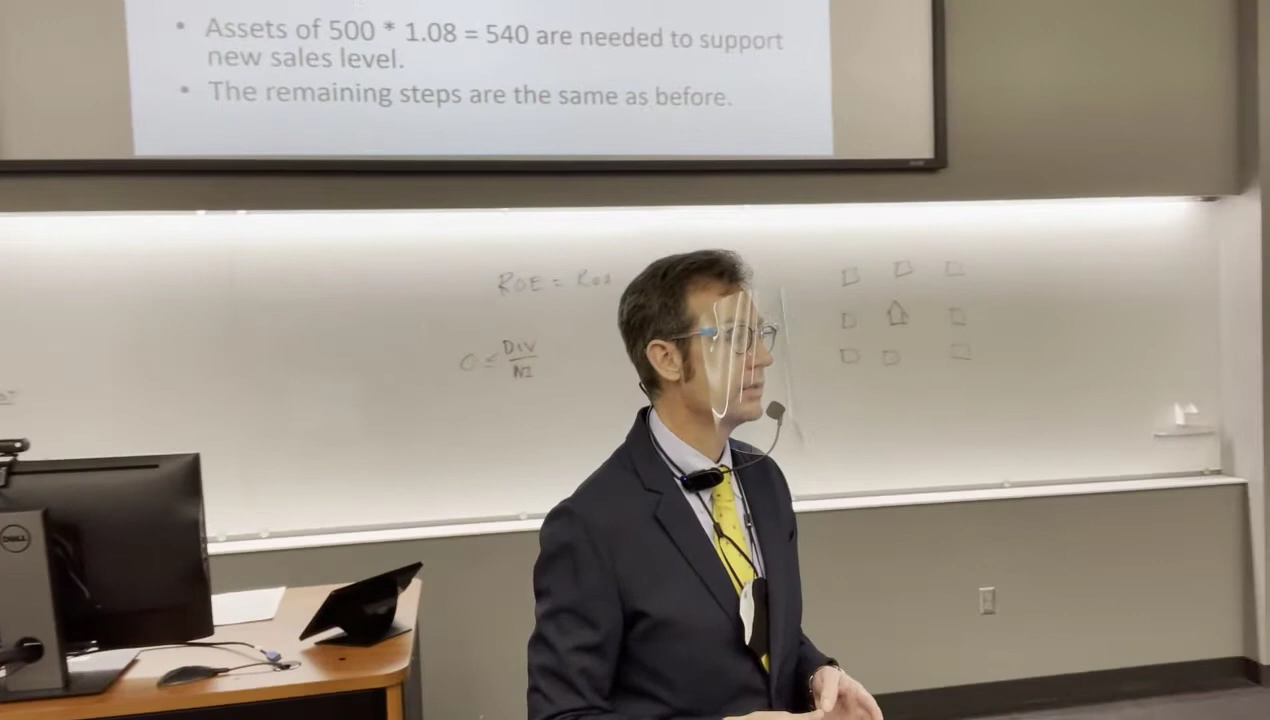 • Assets of 500 * 1.08 = 540 are needed to support
new sales level.
• The remaining steps are the same as before.
ROE =
0 ≤ DIV
NI
DELL